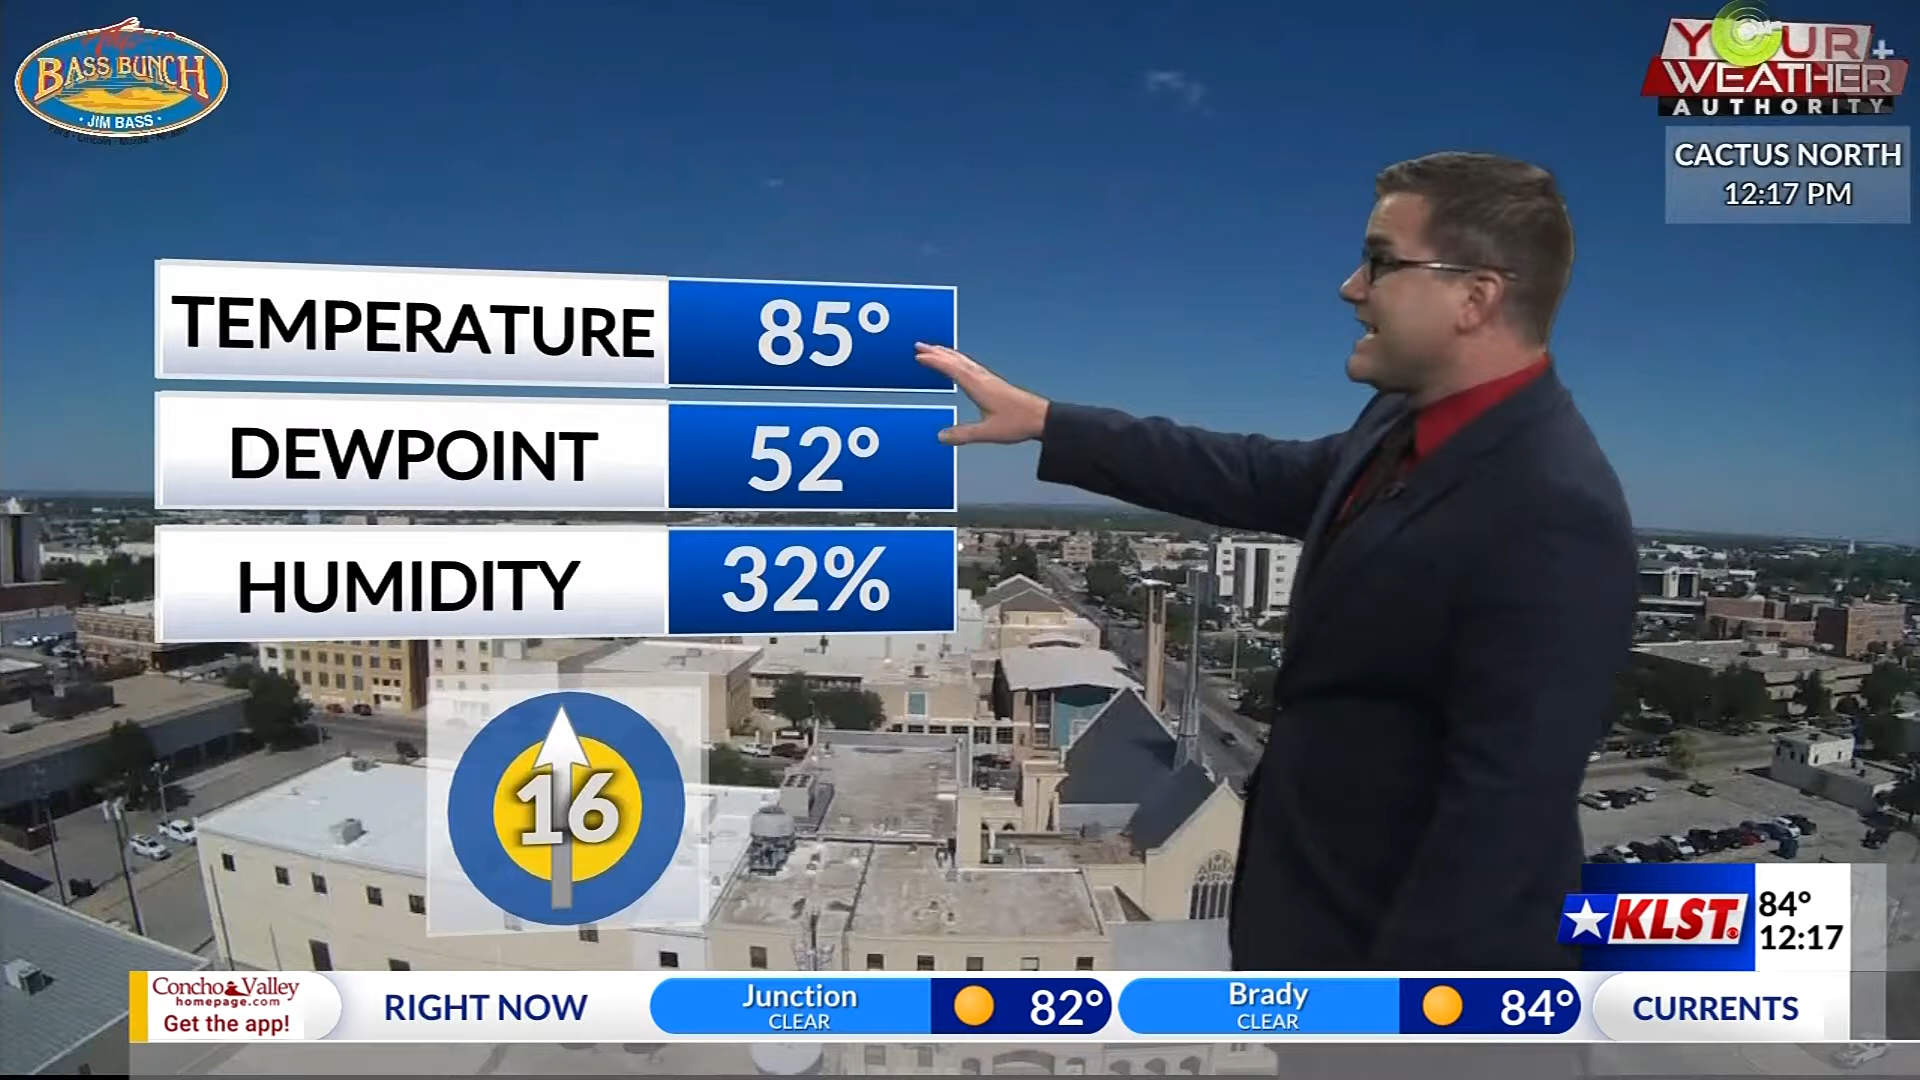 The
BASS BUNCH
• JIM BASS •
YOUR
WEATHER
AUTHORITY
CACTUS NORTH
12:17 PM
TEMPERATURE 85°
DEWPOINT 52°
HUMIDITY 32%
16
KLST
84°
12:17
Concho Valley
homepage.com
Get the app!
RIGHT NOW
Junction
CLEAR
82°
Brady
CLEAR
84°
CURRENTS